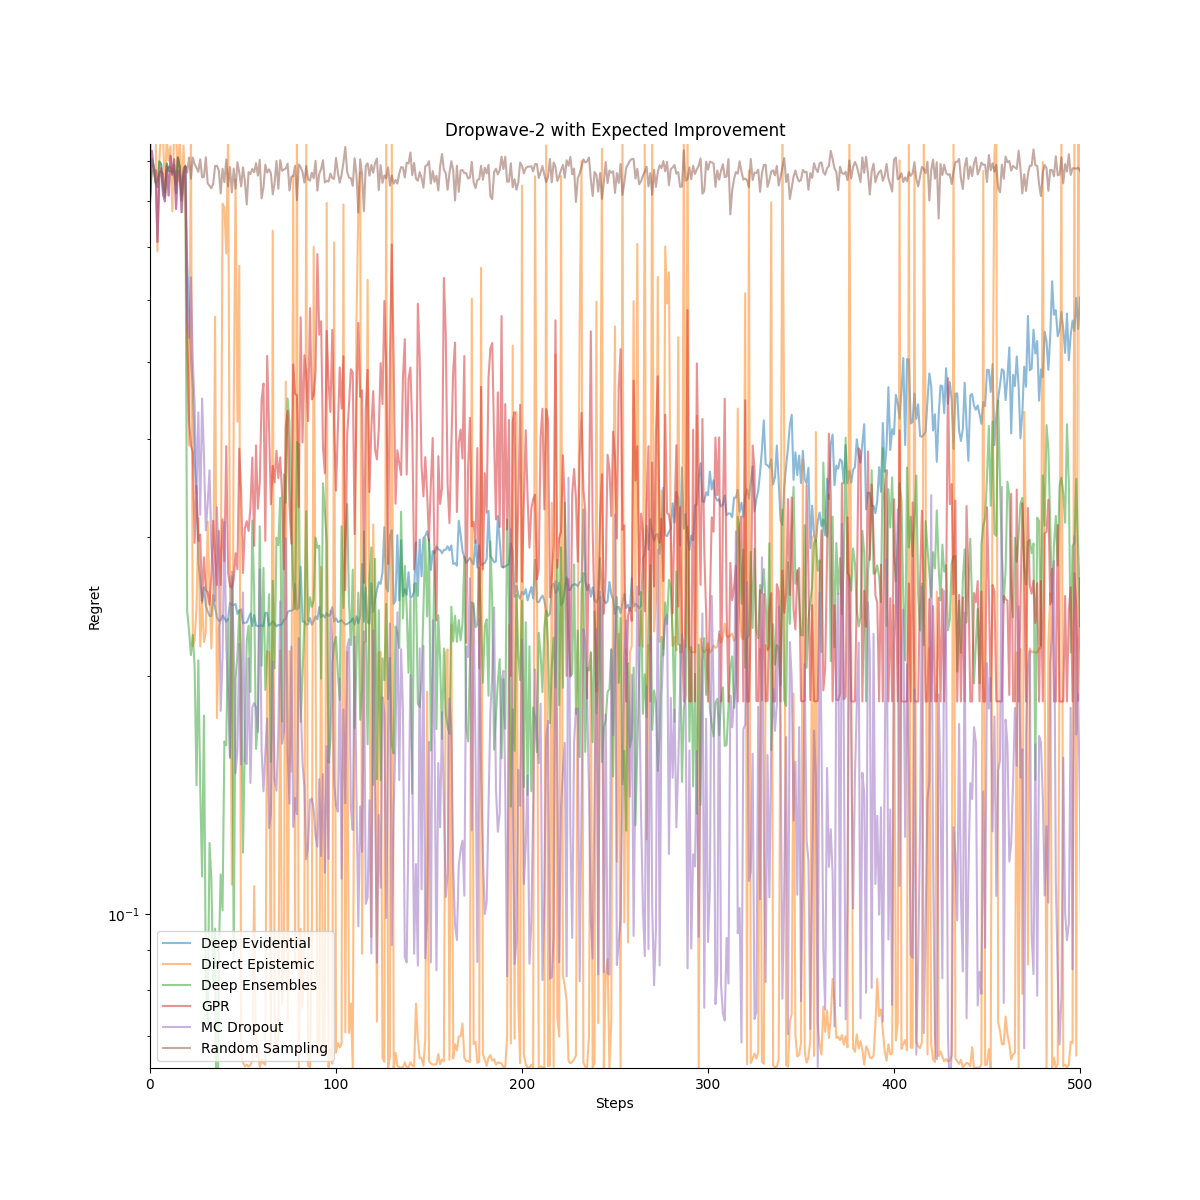 Dropwave-2 with Expected Improvement
Regret
10⁻¹
Deep Evidential
Direct Epistemic
Deep Ensembles
GPR
MC Dropout
Random Sampling
0 100 200 300 400 500
Steps